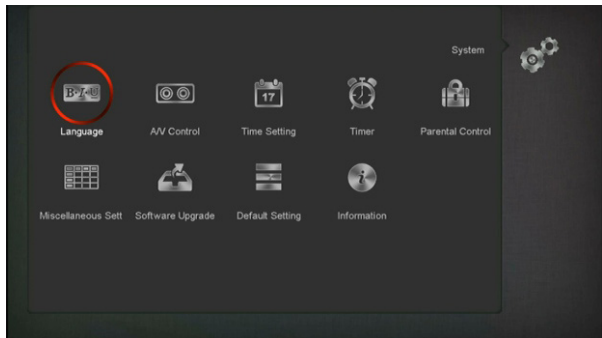 System
B·I·U
17
Language
A/V Control
Time Setting
Timer
Parental Control
i
Miscellaneous Sett
Software Upgrade
Default Setting
Information